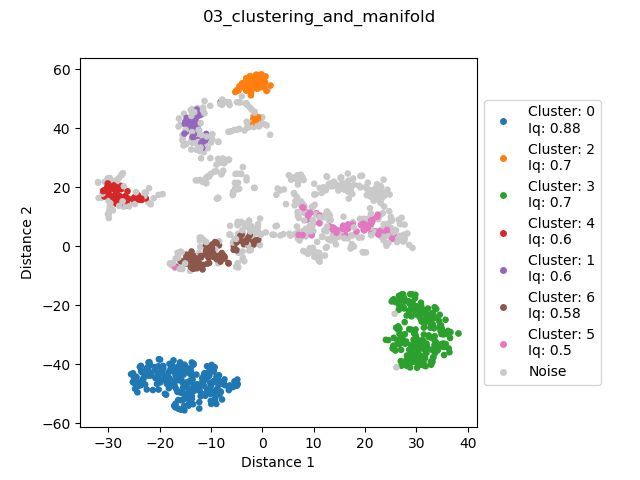 03_clustering_and_manifold
60
40
20
0
−20
−40
−60
Distance 2
−30
−20
−10
0
10
20
30
40
Distance 1
Cluster: 0
Iq: 0.88
Cluster: 2
Iq: 0.7
Cluster: 3
Iq: 0.7
Cluster: 4
Iq: 0.6
Cluster: 1
Iq: 0.6
Cluster: 6
Iq: 0.58
Cluster: 5
Iq: 0.5
Noise